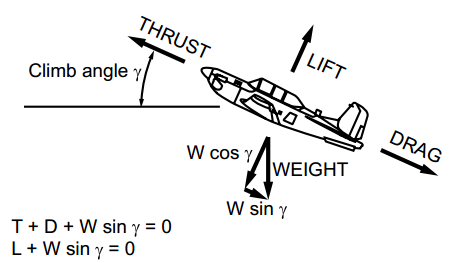 THRUST
LIFT
Climb angle γ
DRAG
W cos γ
WEIGHT
W sin γ
T + D + W sin γ = 0
L + W sin γ = 0